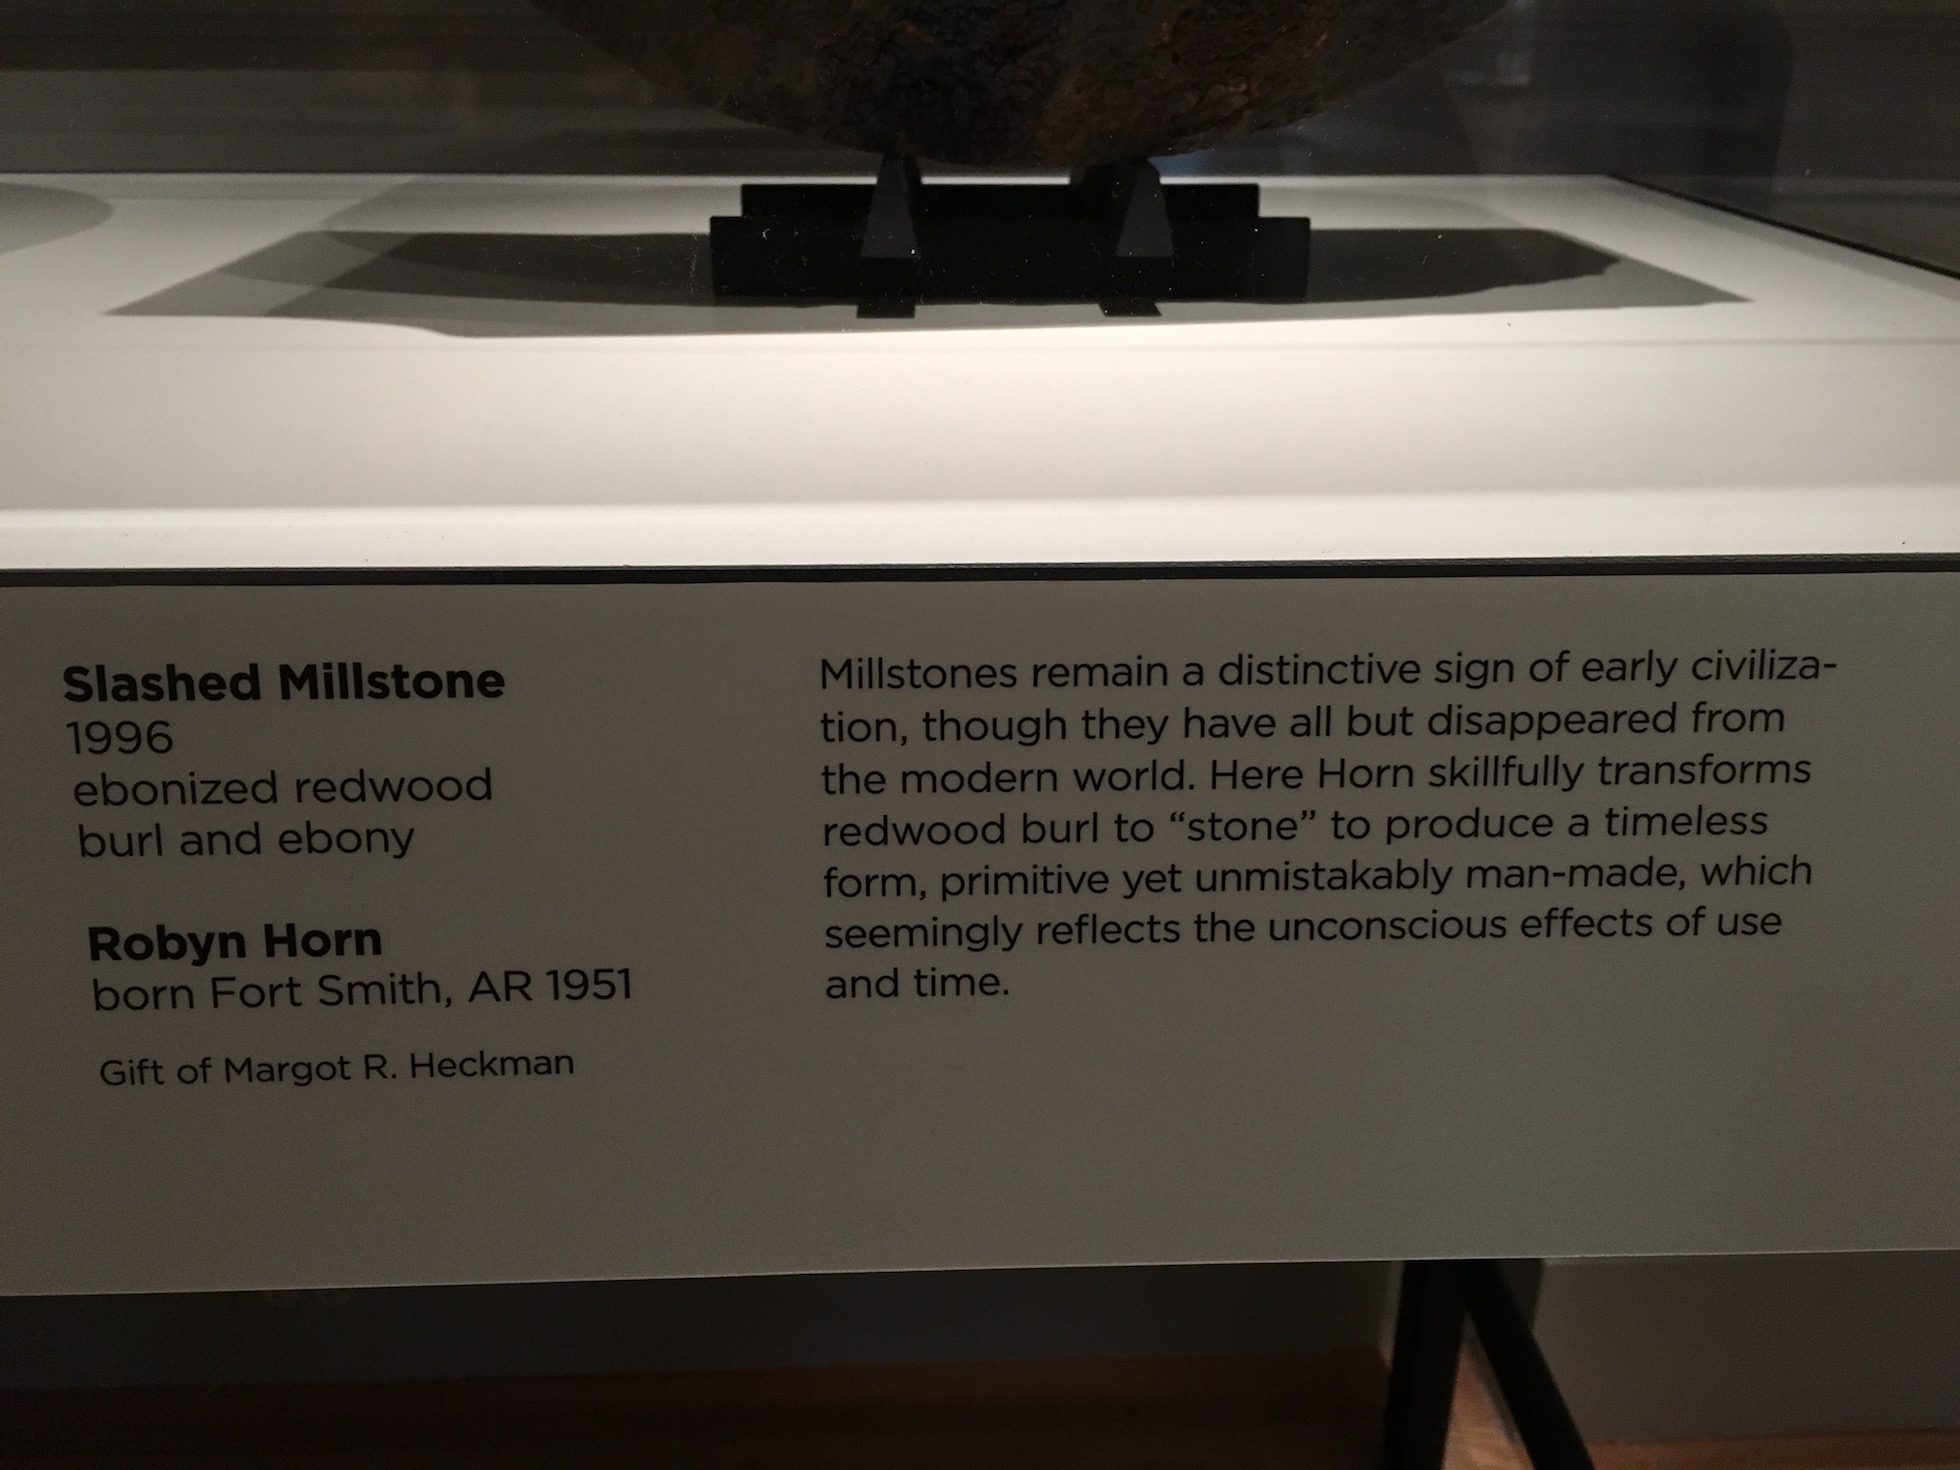 Slashed Millstone
1996
ebonized redwood
burl and ebony
Robyn Horn
born Fort Smith, AR 1951
Gift of Margot R. Heckman
Millstones remain a distinctive sign of early civiliza-
tion, though they have all but disappeared from
the modern world. Here Horn skillfully transforms
redwood burl to “stone” to produce a timeless
form, primitive yet unmistakably man-made, which
seemingly reflects the unconscious effects of use
and time.